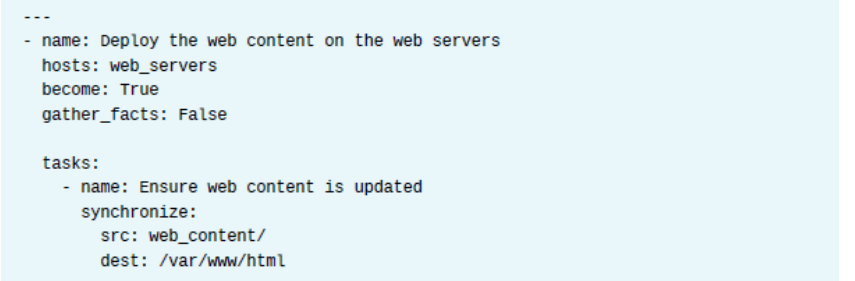 ---
- name: Deploy the web content on the web servers
  hosts: web_servers
  become: True
  gather_facts: False

  tasks:
    - name: Ensure web content is updated
      synchronize:
        src: web_content/
        dest: /var/www/html